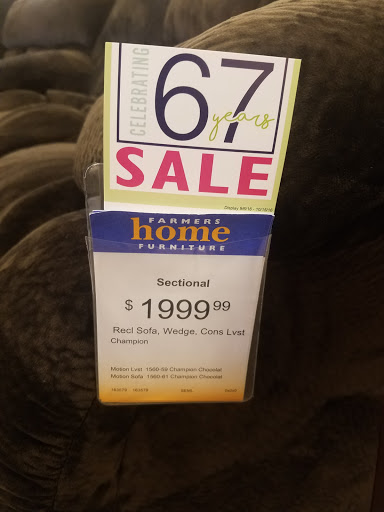 CELEBRATING
67
years
SALE
FARMERS
home
FURNITURE
Sectional
$ 1999 99
Recl Sofa, Wedge, Cons Lvst
Champion
Motion Lvst 1560-59 Champion Chocolat
Motion Sofa 1560-61 Champion Chocolat